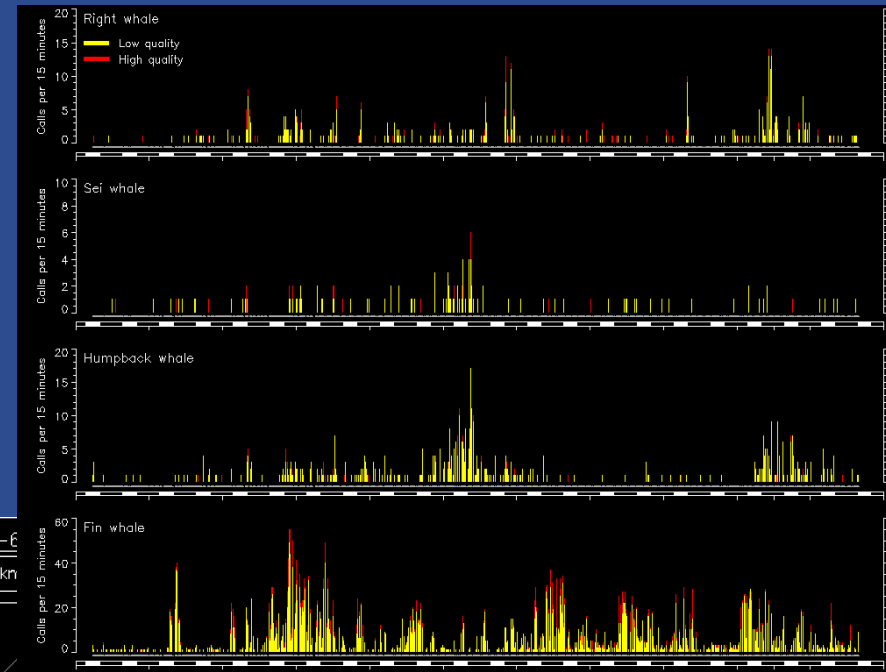 Right whale
Low quality
High quality
Calls per 15 minutes
20
15
10
5
0
Sei whale
Calls per 15 minutes
10
8
6
4
2
0
Humpback whale
Calls per 15 minutes
20
15
10
5
0
Fin whale
Calls per 15 minutes
60
40
20
0
-6
km